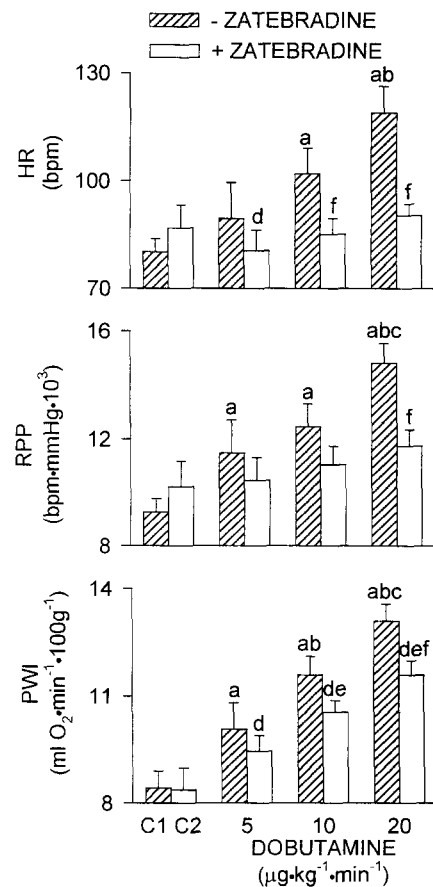 - ZATEBRADINE
+ ZATEBRADINE
130
100
70
HR
(bpm)
ab
a
d
f
f
16
12
8
RPP
(bpm•mmHg•10³)
abc
a
a
f
14
11
8
PWI
(ml O₂•min⁻¹•100g⁻¹)
abc
ab
def
a
de
d
C1 C2 5 10 20
DOBUTAMINE
(µg•kg⁻¹•min⁻¹)